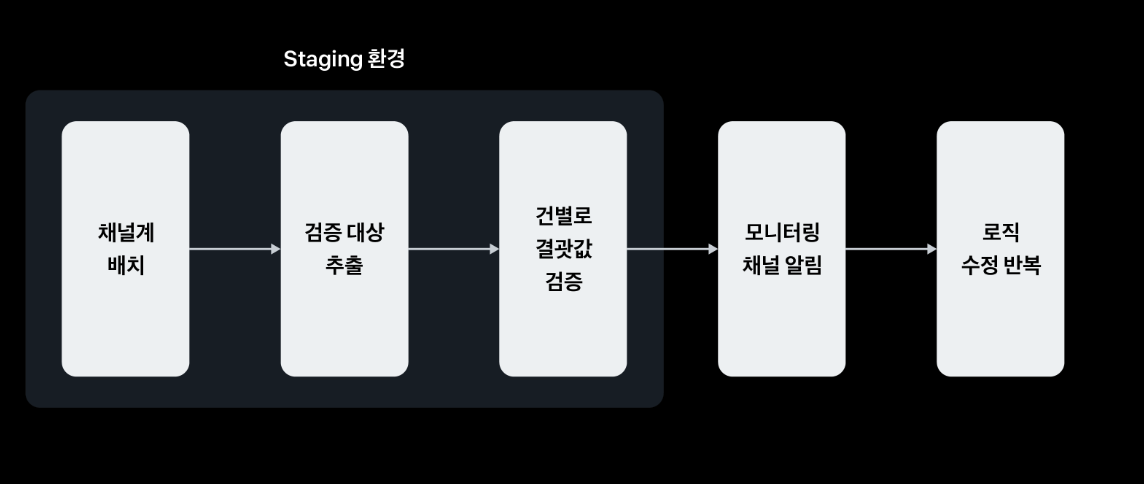 Staging 환경
채널계
배치
검증 대상
추출
건별로
결괏값
검증
모니터링
채널 알림
로직
수정 반복